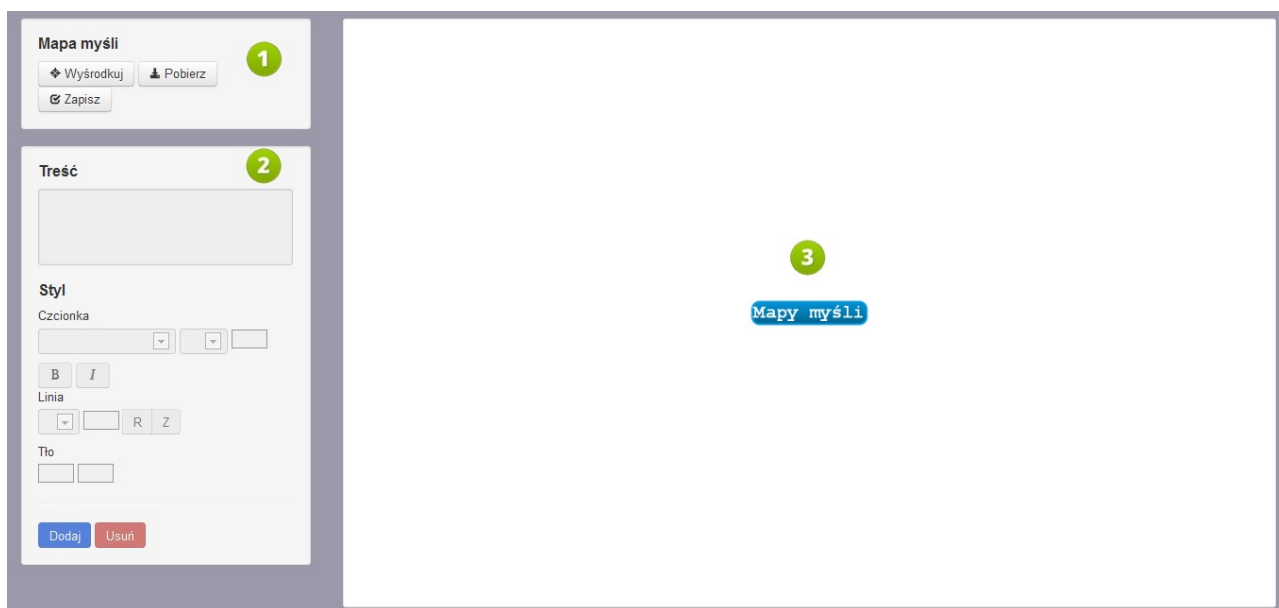 Mapa myśli
1
Wyśrodkuj Pobierz
Zapisz
Treść
2
Styl
Czcionka
B I
Linia
R Z
Tło
Dodaj Usuń
3
Mapy myśli